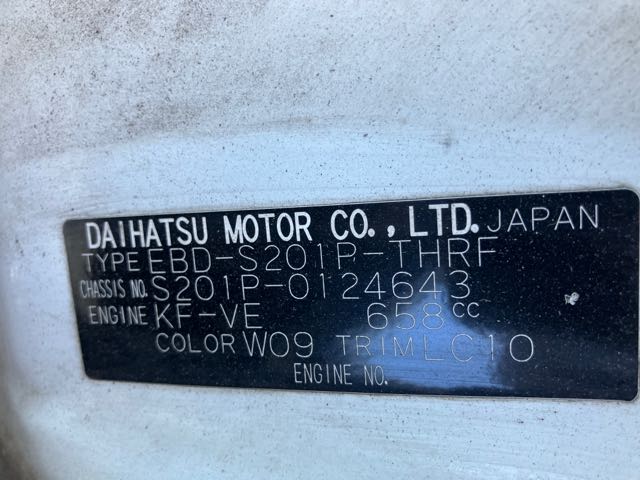 DAIHATSU MOTOR CO., LTD. JAPAN
TYPE EBD-S201P-THRF
CHASSIS NO. S201P-0124643
ENGINE KF-VE 658cc
COLOR W09 TRIM LC10
ENGINE NO.